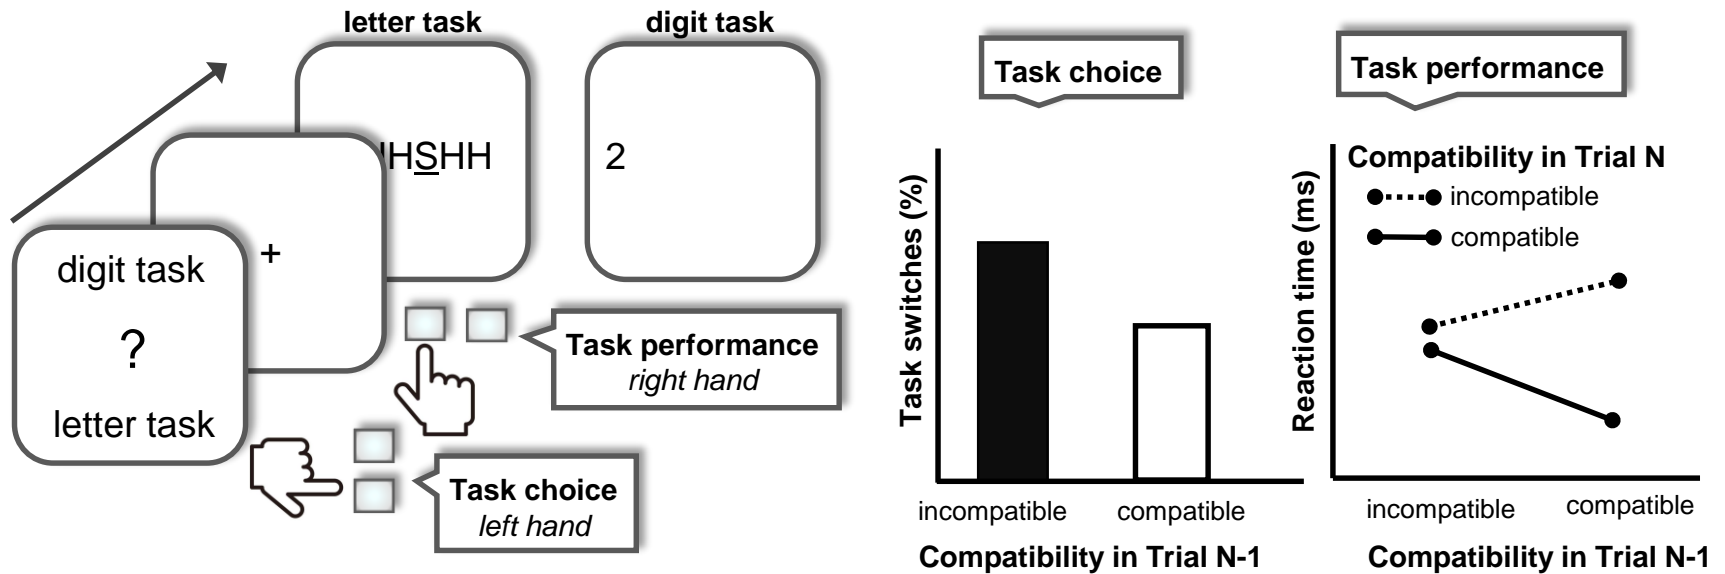 letter task
digit task
HSHH
2
+
digit task
?
letter task
Task performance
right hand
Task choice
left hand
Task choice
Task switches (%)
incompatible
compatible
Compatibility in Trial N-1
Task performance
Compatibility in Trial N
incompatible
compatible
Reaction time (ms)
incompatible
compatible
Compatibility in Trial N-1